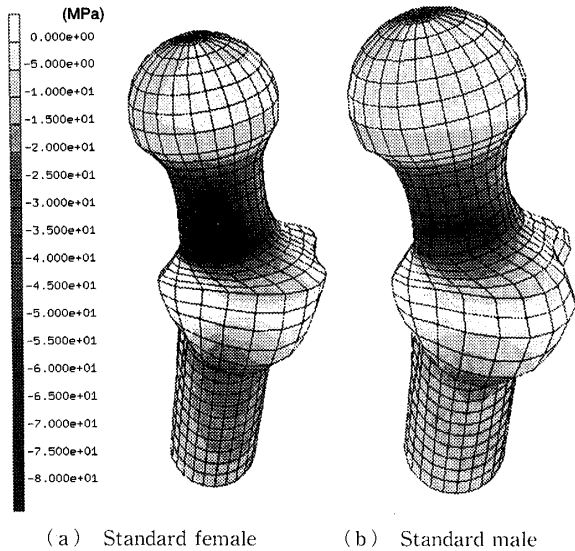 (MPa)
0.000e+00
-5.000e+00
-1.000e+01
-1.500e+01
-2.000e+01
-2.500e+01
-3.000e+01
-3.500e+01
-4.000e+01
-4.500e+01
-5.000e+01
-5.500e+01
-6.000e+01
-6.500e+01
-7.000e+01
-7.500e+01
-8.000e+01
(a) Standard female
(b) Standard male